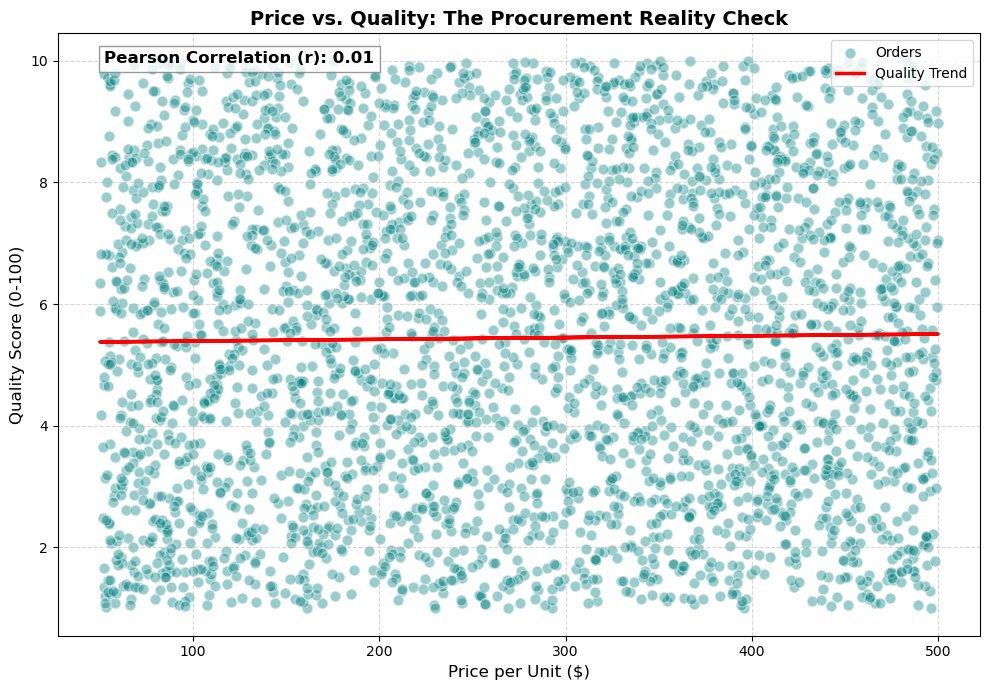 Price vs. Quality: The Procurement Reality Check
Pearson Correlation (r): 0.01
Orders
Quality Trend
Quality Score (0-100)
10
8
6
4
2
100
200
300
400
500
Price per Unit ($)